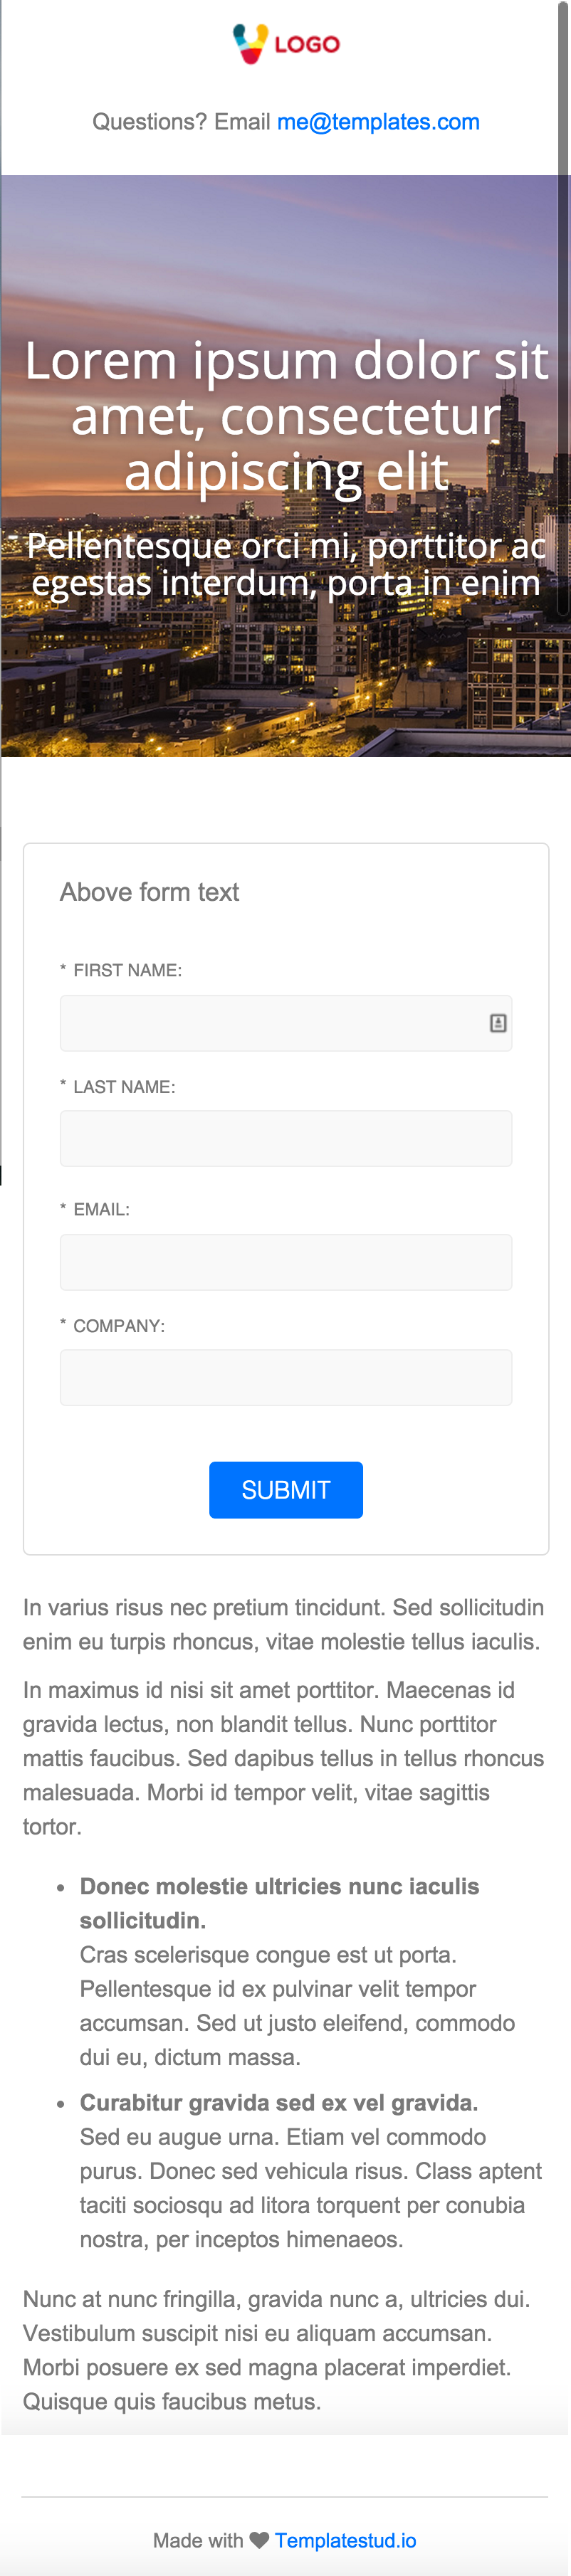 LOGO
Questions? Email me@templates.com
Lorem ipsum dolor sit
amet, consectetur
adipiscing elit
Pellentesque orci mi, porttitor ac
egestas interdum, porta in enim
Above form text
* FIRST NAME:
* LAST NAME:
* EMAIL:
* COMPANY:
SUBMIT
In varius risus nec pretium tincidunt. Sed sollicitudin
enim eu turpis rhoncus, vitae molestie tellus iaculis.
In maximus id nisi sit amet porttitor. Maecenas id
gravida lectus, non blandit tellus. Nunc porttitor
mattis faucibus. Sed dapibus tellus in tellus rhoncus
malesuada. Morbi id tempor velit, vitae sagittis
tortor.
• Donec molestie ultricies nunc iaculis
sollicitudin.
Cras scelerisque congue est ut porta.
Pellentesque id ex pulvinar velit tempor
accumsan. Sed ut justo eleifend, commodo
dui eu, dictum massa.
• Curabitur gravida sed ex vel gravida.
Sed eu augue urna. Etiam vel commodo
purus. Donec sed vehicula risus. Class aptent
taciti sociosqu ad litora torquent per conubia
nostra, per inceptos himenaeos.
Nunc at nunc fringilla, gravida nunc a, ultricies dui.
Vestibulum suscipit nisi eu aliquam accumsan.
Morbi posuere ex sed magna placerat imperdiet.
Quisque quis faucibus metus.
Made with ♥ Templatestud.io